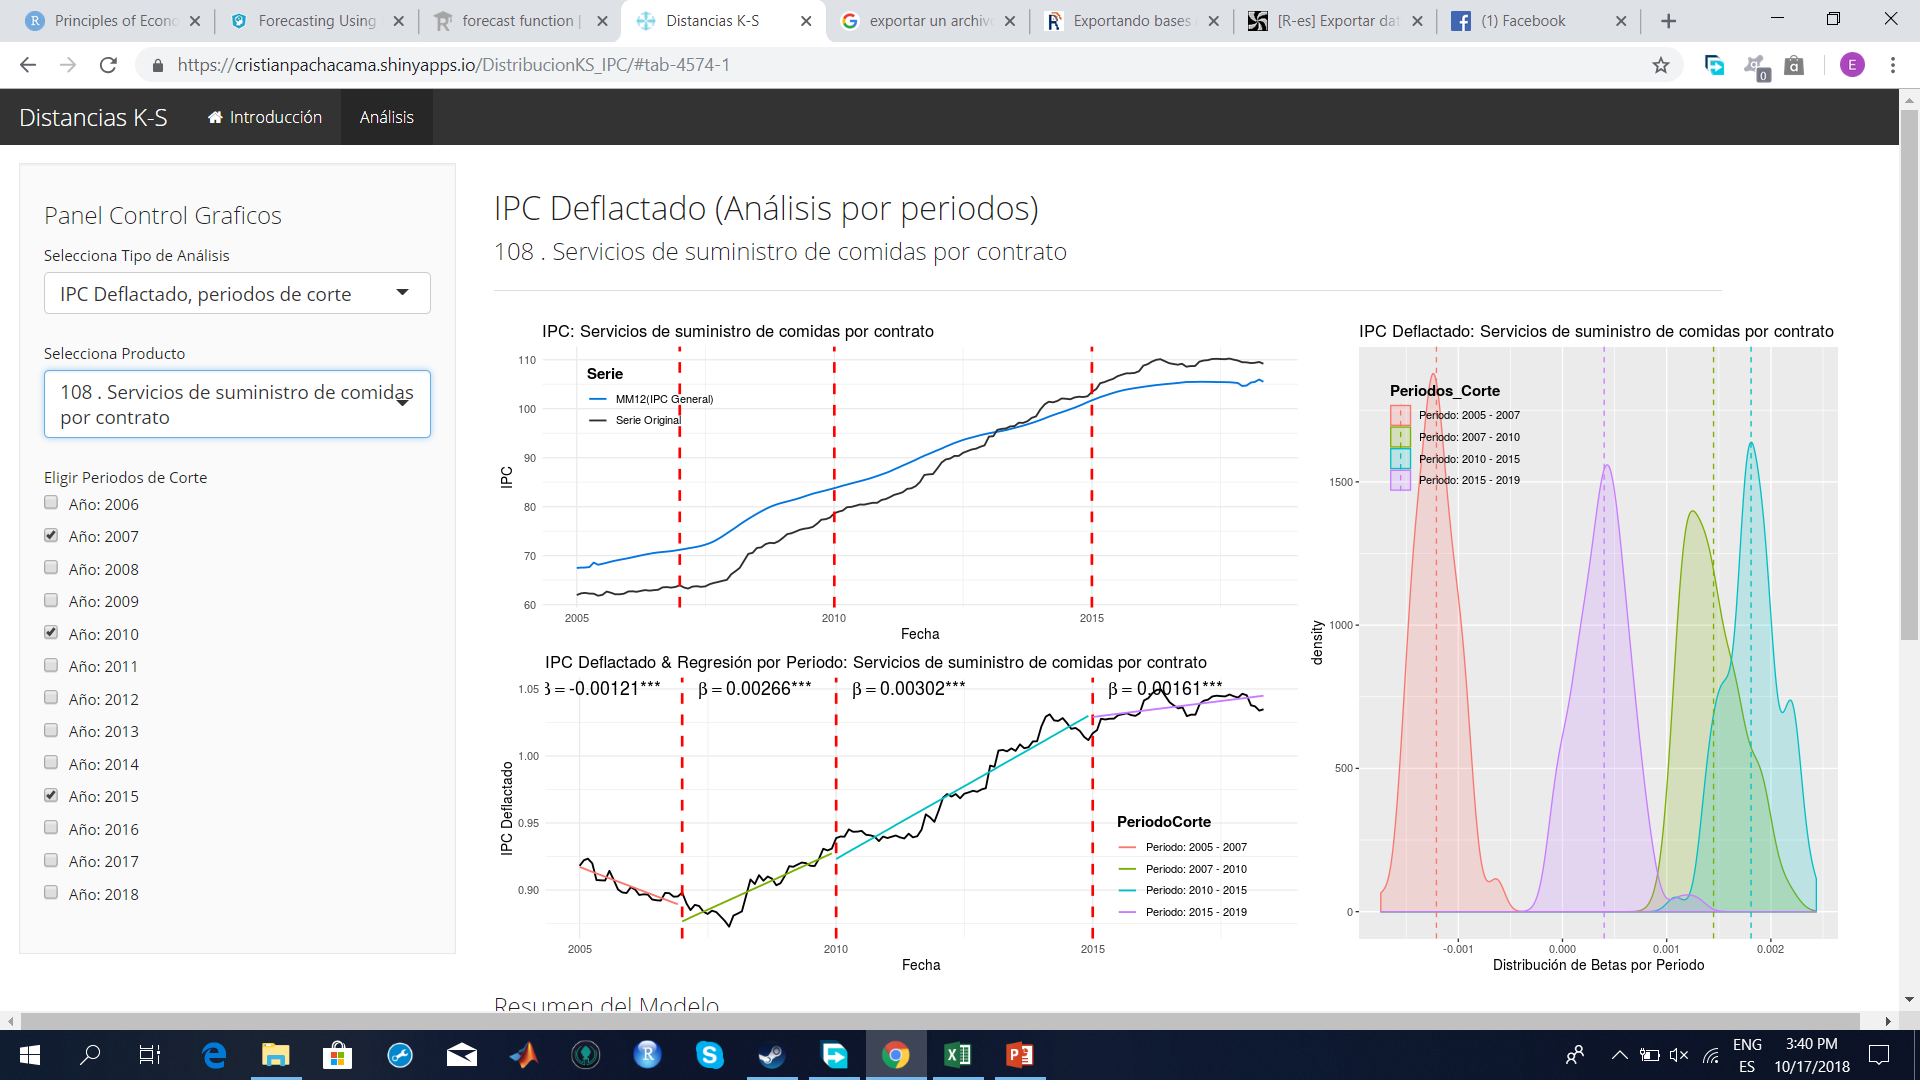 Principles of Econo
Forecasting Using
forecast function |
Distancias K-S
exportar un archivo
Exportando bases
[R-es] Exportar dat
(1) Facebook
https://cristianpachacama.shinyapps.io/DistribucionKS_IPC/#tab-4574-1
0
E
Distancias K-S
Introducción
Análisis
Panel Control Graficos
Selecciona Tipo de Análisis
IPC Deflactado, periodos de corte
Selecciona Producto
108 . Servicios de suministro de comidas
por contrato
Eligir Periodos de Corte
Año: 2006
Año: 2007
Año: 2008
Año: 2009
Año: 2010
Año: 2011
Año: 2012
Año: 2013
Año: 2014
Año: 2015
Año: 2016
Año: 2017
Año: 2018
IPC Deflactado (Análisis por periodos)
108 . Servicios de suministro de comidas por contrato
IPC: Servicios de suministro de comidas por contrato
Serie
MM12(IPC General)
Serie Original
IPC
110
100
90
80
70
60
2005
2010
2015
Fecha
IPC Deflactado & Regresión por Periodo: Servicios de suministro de comidas por contrato
β = -0.00121***
β = 0.00266***
β = 0.00302***
β = 0.00161***
IPC Deflactado
1.05
1.00
0.95
0.90
PeriodoCorte
Periodo: 2005 - 2007
Periodo: 2007 - 2010
Periodo: 2010 - 2015
Periodo: 2015 - 2019
2005
2010
2015
Fecha
IPC Deflactado: Servicios de suministro de comidas por contrato
Periodos_Corte
Periodo: 2005 - 2007
Periodo: 2007 - 2010
Periodo: 2010 - 2015
Periodo: 2015 - 2019
density
1500
1000
500
0
-0.001
0.000
0.001
0.002
Distribución de Betas por Periodo
Resumen del Modelo
ENG
ES
3:40 PM
10/17/2018